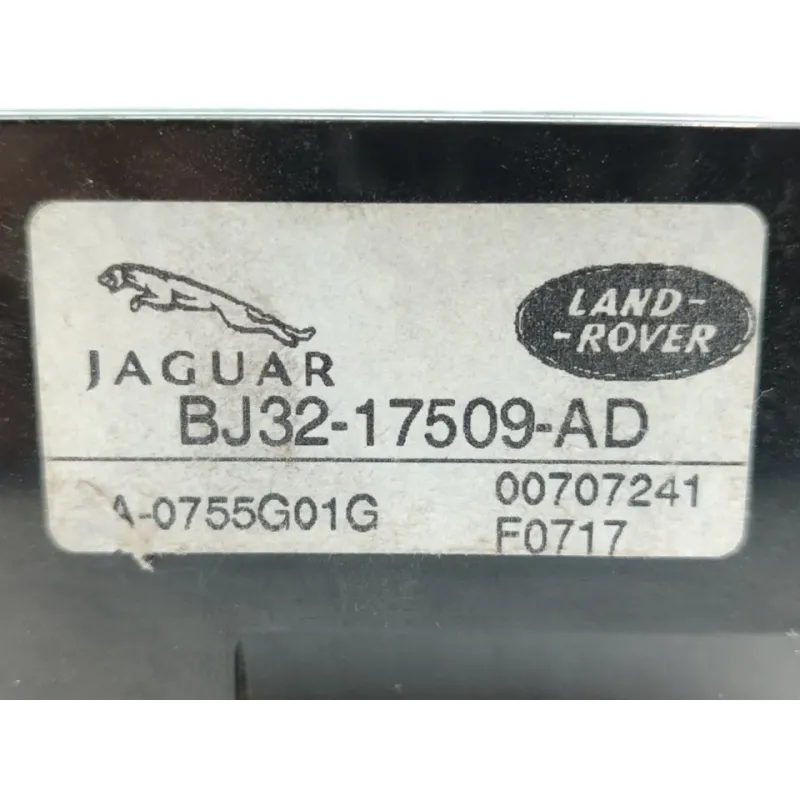 JAGUAR
LAND-
-ROVER
BJ32-17509-AD
A-0755G01G
00707241
F0717